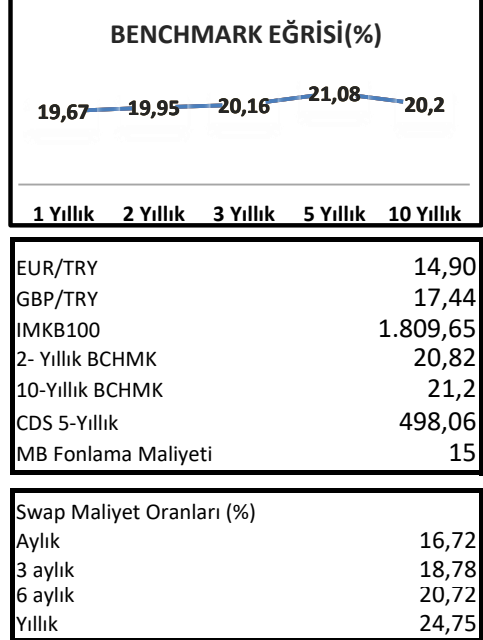 BENCHMARK EĞRİSİ(%)
19,67 19,95 20,16 21,08 20,2
1 Yıllık 2 Yıllık 3 Yıllık 5 Yıllık 10 Yıllık
EUR/TRY 14,90
GBP/TRY 17,44
IMKB100 1.809,65
2- Yıllık BCHMK 20,82
10-Yıllık BCHMK 21,2
CDS 5-Yıllık 498,06
MB Fonlama Maliyeti 15
Swap Maliyet Oranları (%)
Aylık 16,72
3 aylık 18,78
6 aylık 20,72
Yıllık 24,75